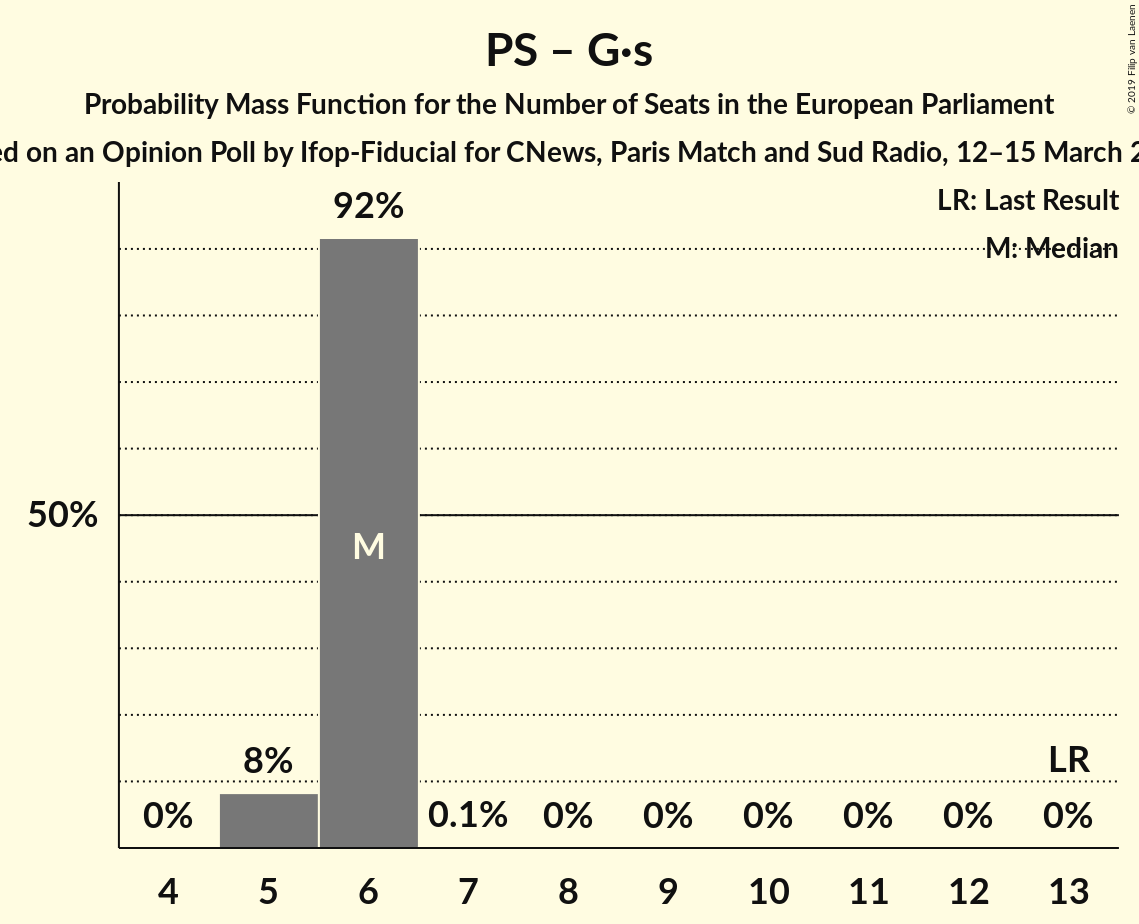 PS – G·s
Probability Mass Function for the Number of Seats in the European Parliament
on an Opinion Poll by Ifop-Fiducial for CNews, Paris Match and Sud Radio, 12–15 March
© 2019 Filip van Laenen
LR: Last Result
M: Median
92%
50%
M
8%
LR
0%
0.1%
0%
0%
0%
0%
0%
0%
4
5
6
7
8
9
10
11
12
13